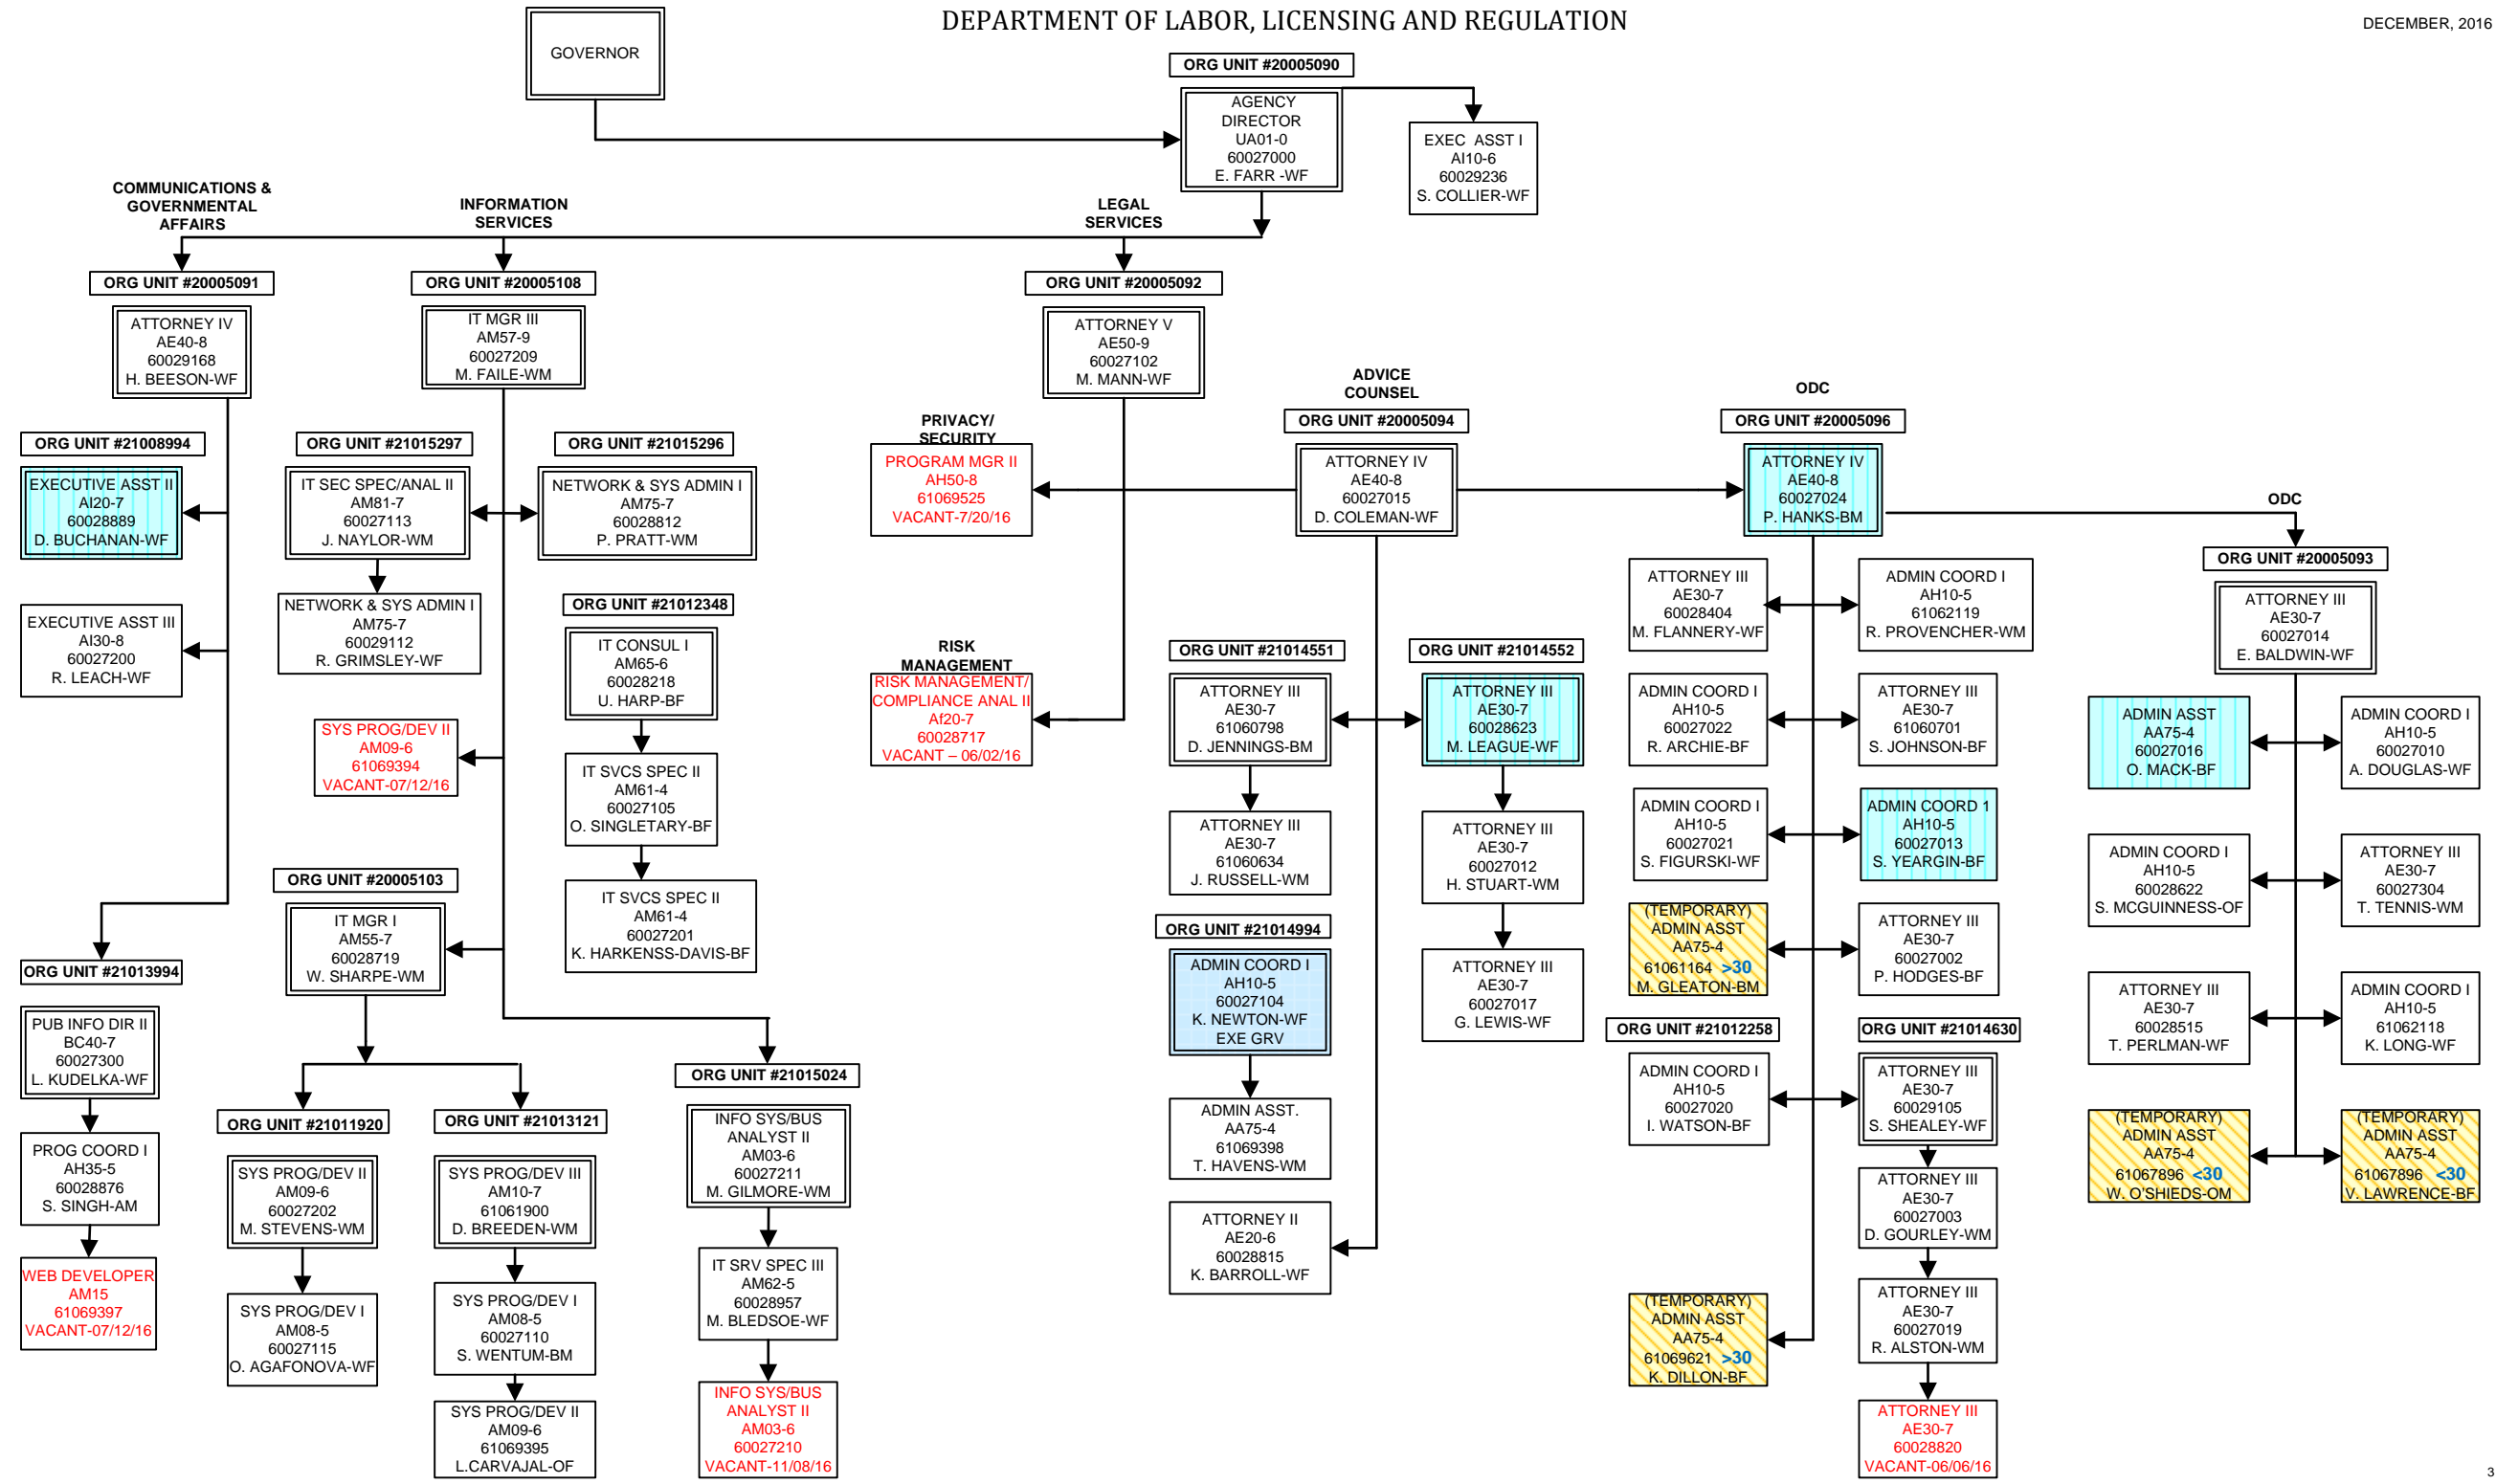 DEPARTMENT OF LABOR, LICENSING AND REGULATION
DECEMBER, 2016
GOVERNOR
ORG UNIT #20005090
AGENCY
DIRECTOR
UA01-0
60027000
E. FARR -WF
EXEC  ASST I
AI10-6
60029236
S. COLLIER-WF
COMMUNICATIONS &
GOVERNMENTAL
AFFAIRS
INFORMATION
SERVICES
LEGAL
SERVICES
ORG UNIT #20005091
ATTORNEY IV
AE40-8
60029168
H. BEESON-WF
ORG UNIT #21008994
EXECUTIVE ASST II
AI20-7
60028889
D. BUCHANAN-WF
EXECUTIVE ASST III
AI30-8
60027200
R. LEACH-WF
ORG UNIT #21013994
PUB INFO DIR II
BC40-7
60027300
L. KUDELKA-WF
PROG COORD I
AH35-5
60028876
S. SINGH-AM
WEB DEVELOPER
AM15
61069397
VACANT-07/12/16
ORG UNIT #20005108
IT MGR III
AM57-9
60027209
M. FAILE-WM
ORG UNIT #21015297
IT SEC SPEC/ANAL II
AM81-7
60027113
J. NAYLOR-WM
NETWORK & SYS ADMIN I
AM75-7
60029112
R. GRIMSLEY-WF
ORG UNIT #21015296
NETWORK & SYS ADMIN I
AM75-7
60028812
P. PRATT-WM
ORG UNIT #21012348
IT CONSUL I
AM65-6
60028218
U. HARP-BF
IT SVCS SPEC II
AM61-4
60027105
O. SINGLETARY-BF
IT SVCS SPEC II
AM61-4
60027201
K. HARKENSS-DAVIS-BF
SYS PROG/DEV II
AM09-6
61069394
VACANT-07/12/16
ORG UNIT #20005103
IT MGR I
AM55-7
60028719
W. SHARPE-WM
ORG UNIT #21011920
SYS PROG/DEV II
AM09-6
60027202
M. STEVENS-WM
SYS PROG/DEV I
AM08-5
60027115
O. AGAFONOVA-WF
ORG UNIT #21013121
SYS PROG/DEV III
AM10-7
61061900
D. BREEDEN-WM
SYS PROG/DEV I
AM08-5
60027110
S. WENTUM-BM
SYS PROG/DEV II
AM09-6
61069395
L.CARVAJAL-OF
ORG UNIT #21015024
INFO SYS/BUS
ANALYST II
AM03-6
60027211
M. GILMORE-WM
IT SRV SPEC III
AM62-5
60028957
M. BLEDSOE-WF
INFO SYS/BUS
ANALYST II
AM03-6
60027210
VACANT-11/08/16
ORG UNIT #20005092
ATTORNEY V
AE50-9
60027102
M. MANN-WF
PRIVACY/
SECURITY
PROGRAM MGR II
AH50-8
61069525
VACANT-7/20/16
RISK
MANAGEMENT
RISK MANAGEMENT/
COMPLIANCE ANAL II
Af20-7
60028717
VACANT – 06/02/16
ADVICE
COUNSEL
ORG UNIT #20005094
ATTORNEY IV
AE40-8
60027015
D. COLEMAN-WF
ORG UNIT #21014551
ATTORNEY III
AE30-7
61060798
D. JENNINGS-BM
ATTORNEY III
AE30-7
61060634
J. RUSSELL-WM
ORG UNIT #21014552
ATTORNEY III
AE30-7
60028623
M. LEAGUE-WF
ATTORNEY III
AE30-7
60027012
H. STUART-WM
ATTORNEY III
AE30-7
60027017
G. LEWIS-WF
ORG UNIT #21014994
ADMIN COORD I
AH10-5
60027104
K. NEWTON-WF
EXE GRV
ADMIN ASST.
AA75-4
61069398
T. HAVENS-WM
ATTORNEY II
AE20-6
60028815
K. BARROLL-WF
ODC
ORG UNIT #20005096
ATTORNEY IV
AE40-8
60027024
P. HANKS-BM
ATTORNEY III
AE30-7
60028404
M. FLANNERY-WF
ADMIN COORD I
AH10-5
61062119
R. PROVENCHER-WM
ADMIN COORD I
AH10-5
60027022
R. ARCHIE-BF
ATTORNEY III
AE30-7
61060701
S. JOHNSON-BF
ADMIN COORD I
AH10-5
60027021
S. FIGURSKI-WF
ADMIN COORD 1
AH10-5
60027013
S. YEARGIN-BF
(TEMPORARY)
ADMIN ASST
AA75-4
61061164 >30
M. GLEATON-BM
ATTORNEY III
AE30-7
60027002
P. HODGES-BF
ORG UNIT #21012258
ADMIN COORD I
AH10-5
60027020
I. WATSON-BF
ORG UNIT #21014630
ATTORNEY III
AE30-7
60029105
S. SHEALEY-WF
ATTORNEY III
AE30-7
60027003
D. GOURLEY-WM
ATTORNEY III
AE30-7
60027019
R. ALSTON-WM
ATTORNEY III
AE30-7
60028820
VACANT-06/06/16
(TEMPORARY)
ADMIN ASST
AA75-4
61069621 >30
K. DILLON-BF
ODC
ORG UNIT #20005093
ATTORNEY III
AE30-7
60027014
E. BALDWIN-WF
ADMIN ASST
AA75-4
60027016
O. MACK-BF
ADMIN COORD I
AH10-5
60027010
A. DOUGLAS-WF
ADMIN COORD I
AH10-5
60028622
S. MCGUINNESS-OF
ATTORNEY III
AE30-7
60027304
T. TENNIS-WM
ATTORNEY III
AE30-7
60028515
T. PERLMAN-WF
ADMIN COORD I
AH10-5
61062118
K. LONG-WF
(TEMPORARY)
ADMIN ASST
AA75-4
61067896 <30
W. O'SHIEDS-OM
(TEMPORARY)
ADMIN ASST
AA75-4
61067896 <30
V. LAWRENCE-BF
3